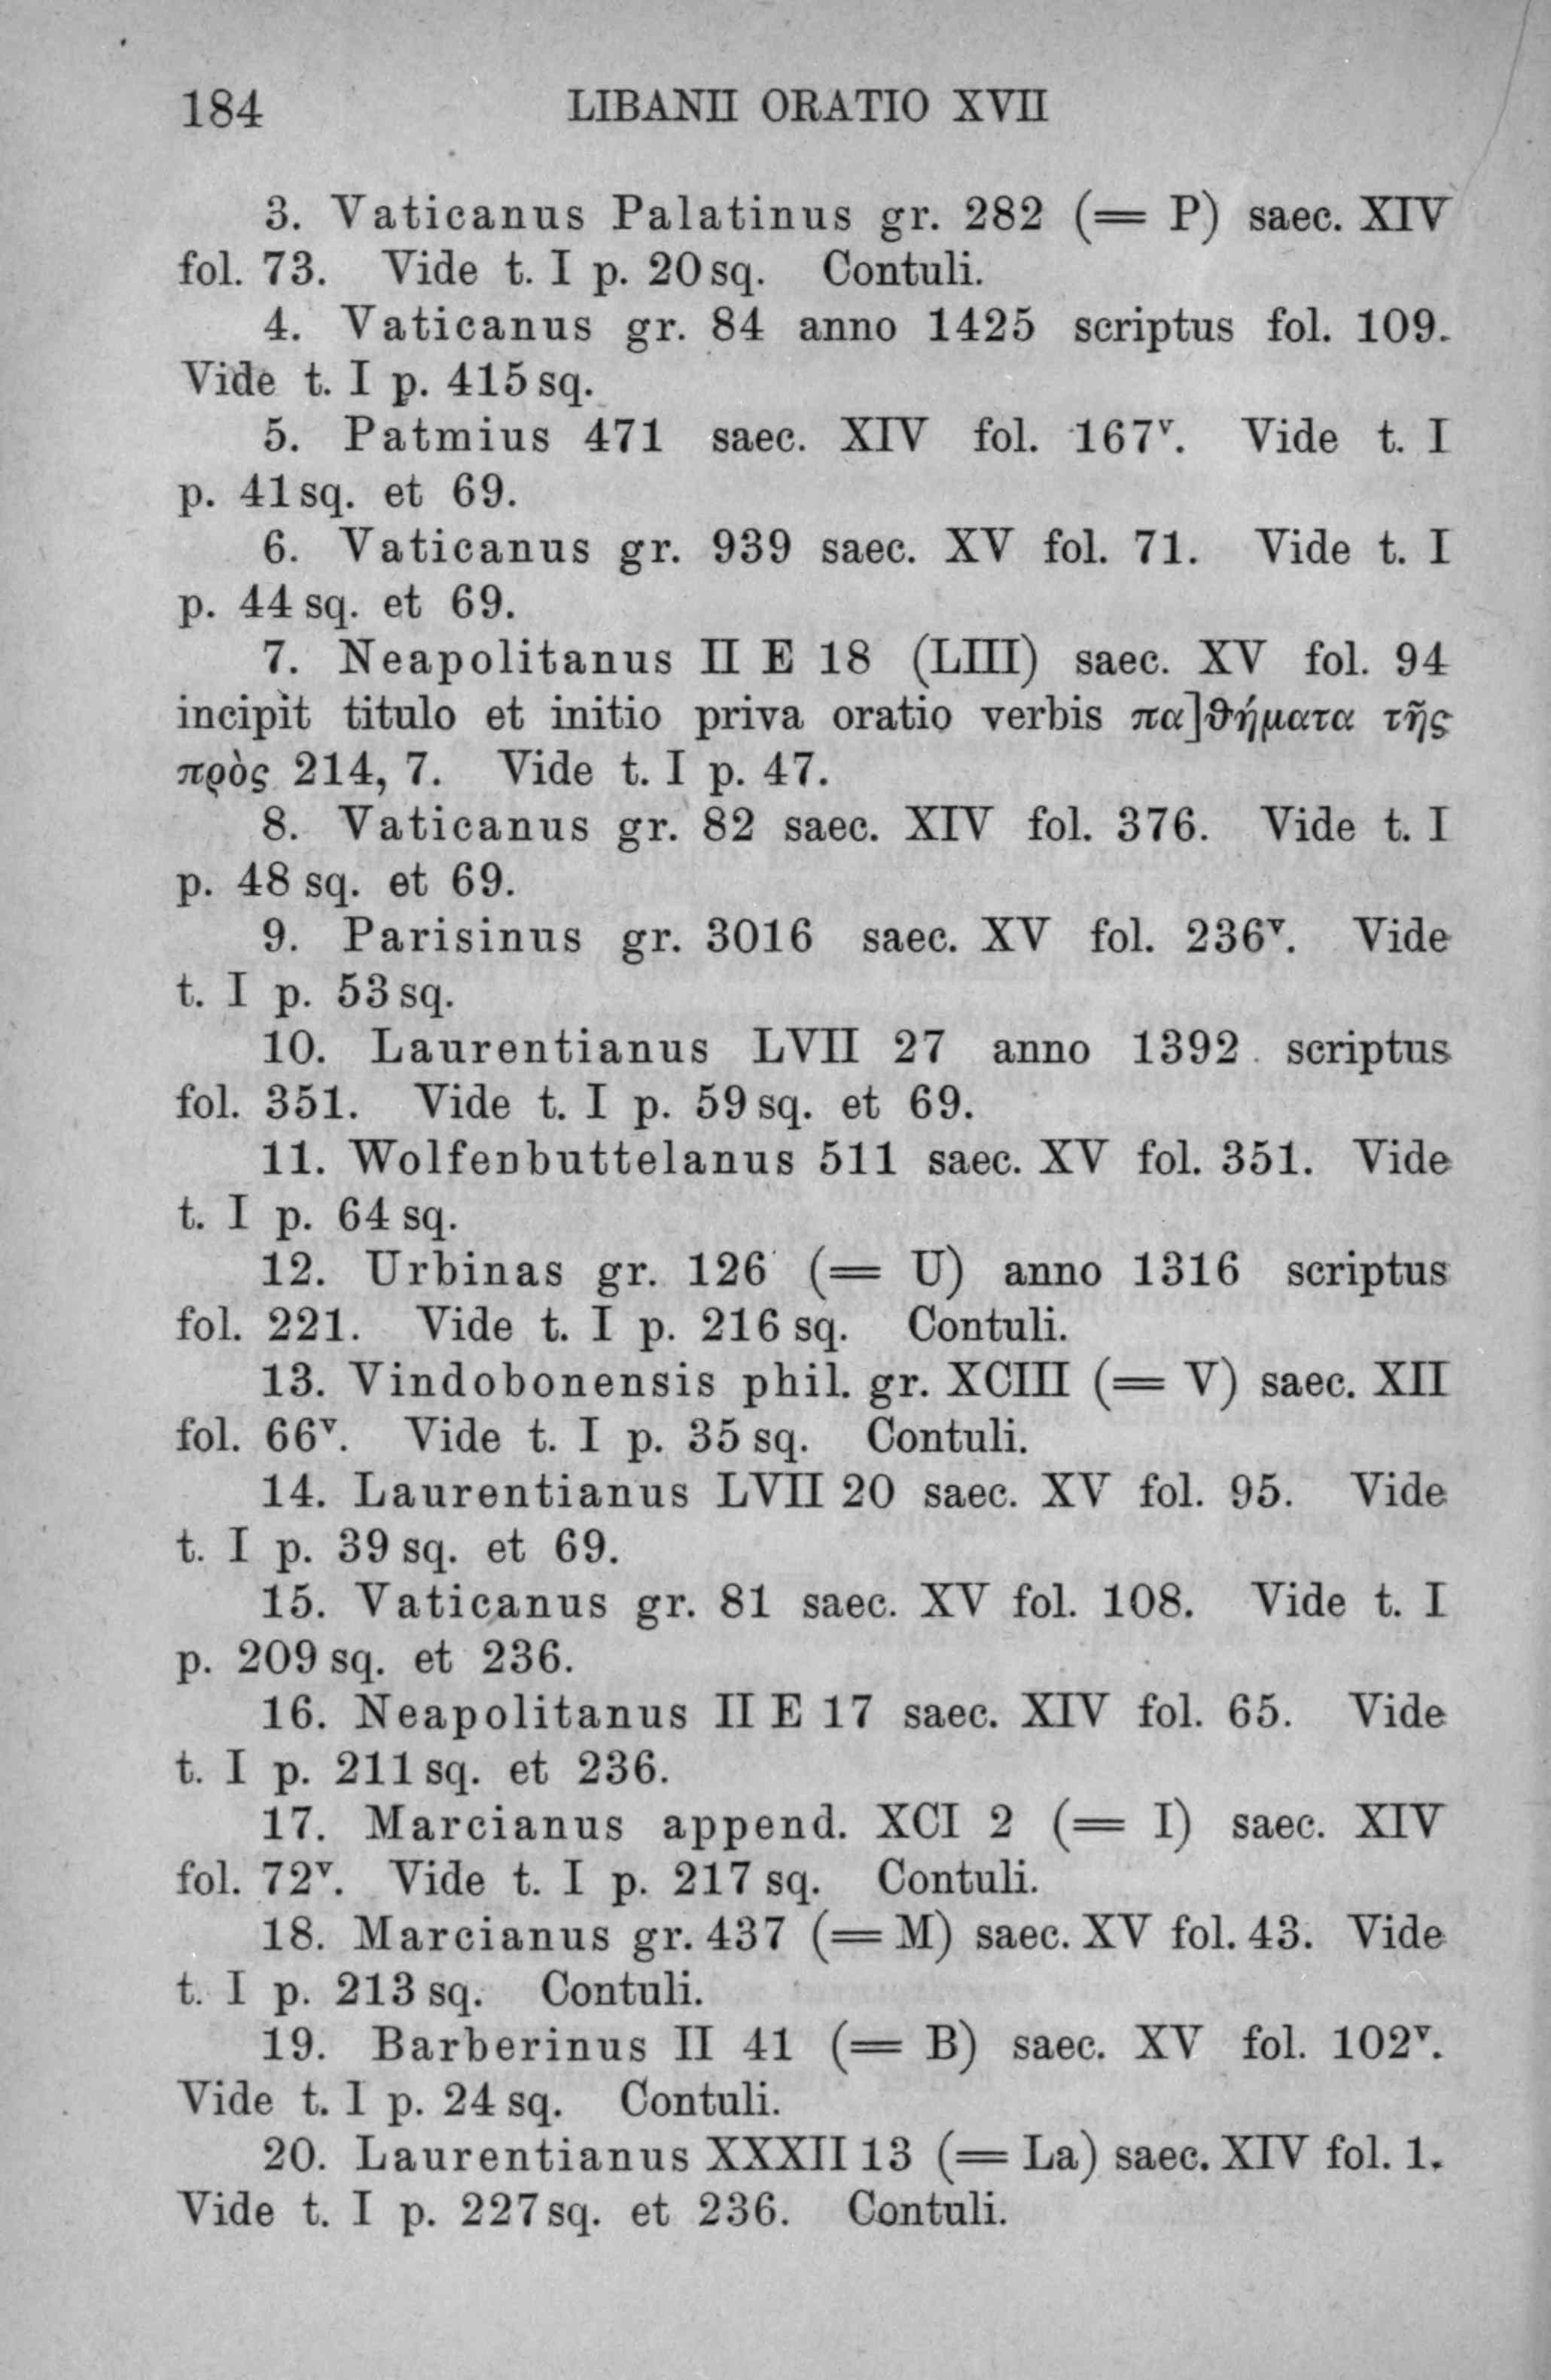 184 LIBANII ORATIO XVII
3. Vaticanus Palatinus gr. 282 (= P) saec. XIV
fol. 73. Vide t. I p. 20 sq. Contuli.
4. Vaticanus gr. 84 anno 1425 scriptus fol. 109.
Vide t. I p. 415 sq.
5. Patmius 471 saec. XIV fol. 167ᵛ. Vide t. I
p. 41 sq. et 69.
6. Vaticanus gr. 939 saec. XV fol. 71. Vide t. I
p. 44 sq. et 69.
7. Neapolitanus II E 18 (LIII) saec. XV fol. 94
incipit titulo et initio priva oratio verbis πα]θήματα τῆς
πρὸς 214, 7. Vide t. I p. 47.
8. Vaticanus gr. 82 saec. XIV fol. 376. Vide t. I
p. 48 sq. et 69.
9. Parisinus gr. 3016 saec. XV fol. 236ᵛ. Vide
t. I p. 53 sq.
10. Laurentianus LVII 27 anno 1392 scriptus
fol. 351. Vide t. I p. 59 sq. et 69.
11. Wolfenbuttelanus 511 saec. XV fol. 351. Vide
t. I p. 64 sq.
12. Urbinas gr. 126 (= U) anno 1316 scriptus
fol. 221. Vide t. I p. 216 sq. Contuli.
13. Vindobonensis phil. gr. XCIII (= V) saec. XII
fol. 66ᵛ. Vide t. I p. 35 sq. Contuli.
14. Laurentianus LVII 20 saec. XV fol. 95. Vide
t. I p. 39 sq. et 69.
15. Vaticanus gr. 81 saec. XV fol. 108. Vide t. I
p. 209 sq. et 236.
16. Neapolitanus II E 17 saec. XIV fol. 65. Vide
t. I p. 211 sq. et 236.
17. Marcianus append. XCI 2 (= I) saec. XIV
fol. 72ᵛ. Vide t. I p. 217 sq. Contuli.
18. Marcianus gr. 437 (= M) saec. XV fol. 43. Vide
t. I p. 213 sq. Contuli.
19. Barberinus II 41 (= B) saec. XV fol. 102ᵛ.
Vide t. I p. 24 sq. Contuli.
20. Laurentianus XXXII 13 (= La) saec. XIV fol. 1.
Vide t. I p. 227 sq. et 236. Contuli.